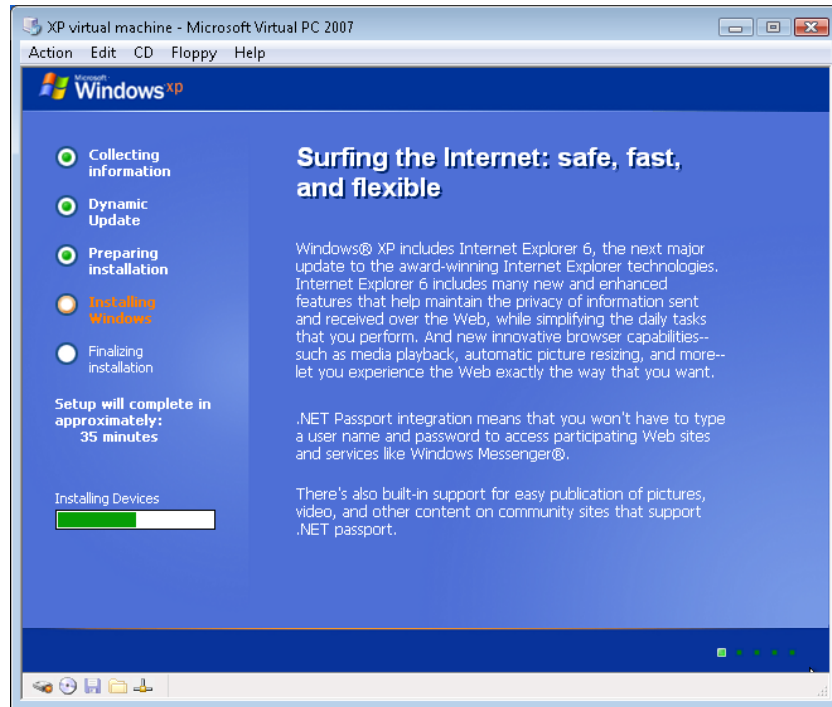 XP virtual machine - Microsoft Virtual PC 2007
Action Edit CD Floppy Help
Microsoft
Windows xp
Collecting
information
Dynamic
Update
Preparing
installation
Installing
Windows
Finalizing
installation
Setup will complete in
approximately:
35 minutes
Installing Devices
Surfing the Internet: safe, fast,
and flexible
Windows® XP includes Internet Explorer 6, the next major
update to the award-winning Internet Explorer technologies.
Internet Explorer 6 includes many new and enhanced
features that help maintain the privacy of information sent
and received over the Web, while simplifying the daily tasks
that you perform. And new innovative browser capabilities--
such as media playback, automatic picture resizing, and more--
let you experience the Web exactly the way that you want.
.NET Passport integration means that you won't have to type
a user name and password to access participating Web sites
and services like Windows Messenger®.
There's also built-in support for easy publication of pictures,
video, and other content on community sites that support
.NET passport.